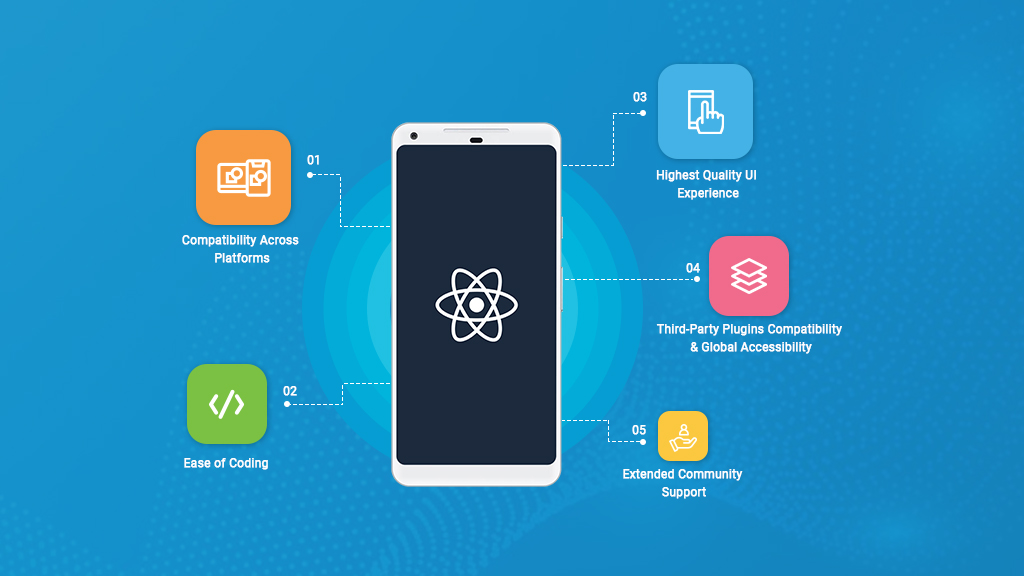 01
Compatibility Across
Platforms
02
Ease of Coding
03
Highest Quality UI
Experience
04
Third-Party Plugins Compatibility
& Global Accessibility
05
Extended Community
Support